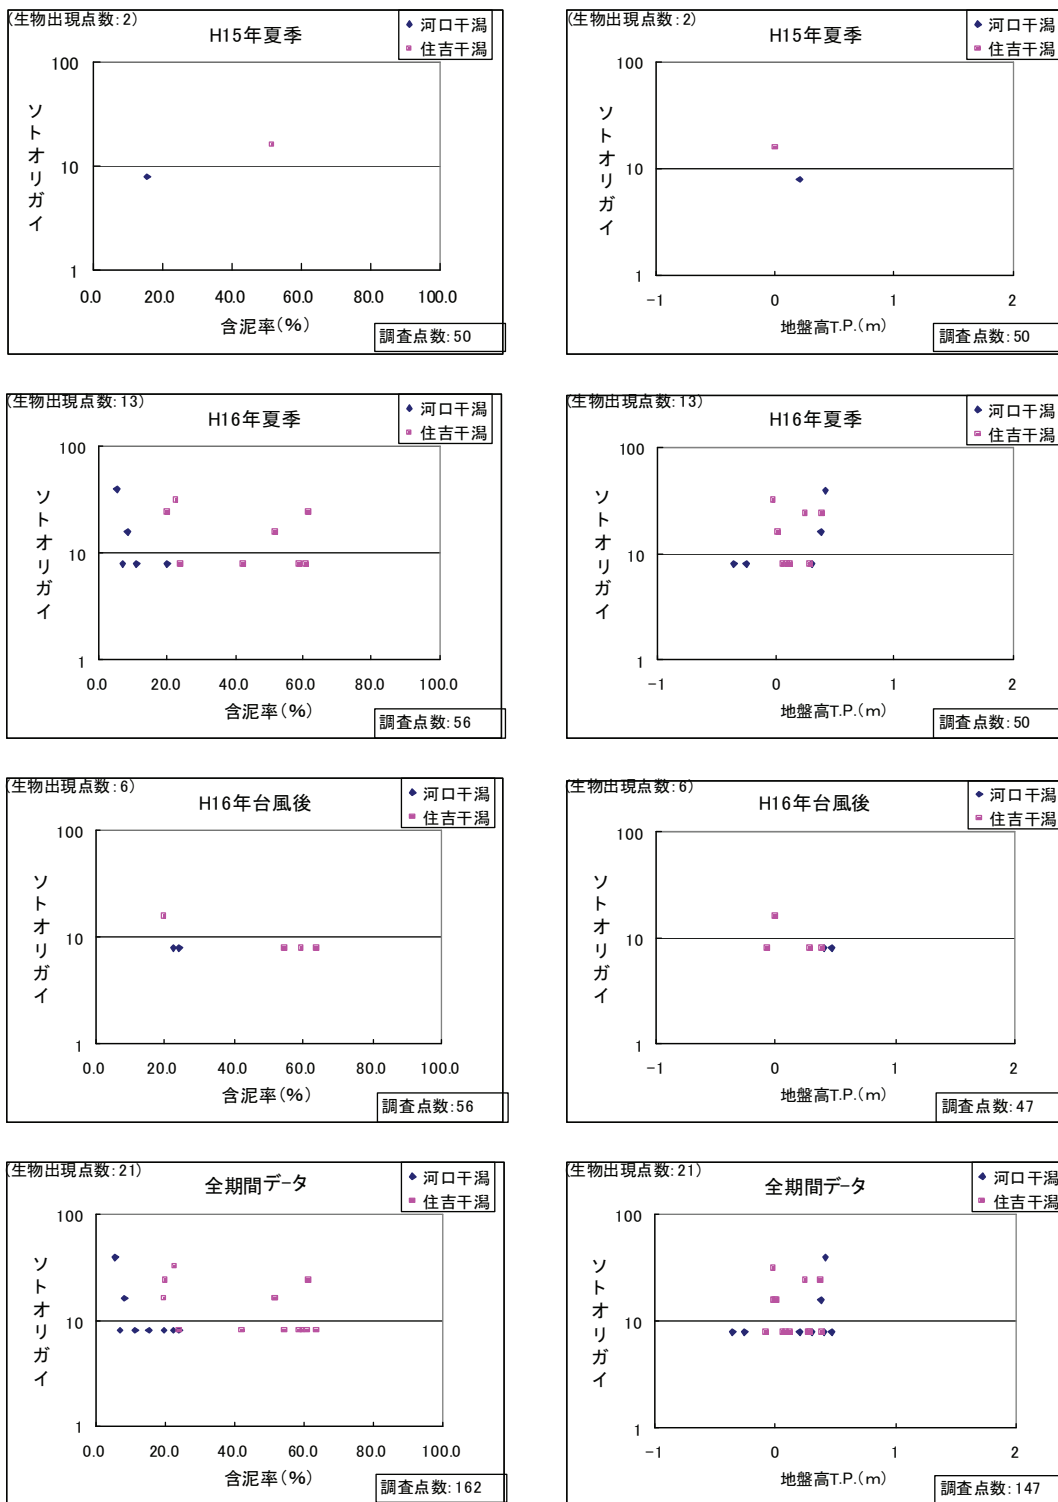 (生物出現点数:2)
H15年夏季
河口干潟
住吉干潟
100
10
1
ソトオリガイ
0.0 20.0 40.0 60.0 80.0 100.0
含泥率(%)
調査点数:50
(生物出現点数:2)
H15年夏季
河口干潟
住吉干潟
100
10
1
ソトオリガイ
-1 0 1 2
地盤高T.P.(m)
調査点数:50
(生物出現点数:13)
H16年夏季
河口干潟
住吉干潟
100
10
1
ソトオリガイ
0.0 20.0 40.0 60.0 80.0 100.0
含泥率(%)
調査点数:56
(生物出現点数:13)
H16年夏季
河口干潟
住吉干潟
100
10
1
ソトオリガイ
-1 0 1 2
地盤高T.P.(m)
調査点数:50
(生物出現点数:6)
H16年台風後
河口干潟
住吉干潟
100
10
1
ソトオリガイ
0.0 20.0 40.0 60.0 80.0 100.0
含泥率(%)
調査点数:56
(生物出現点数:6)
H16年台風後
河口干潟
住吉干潟
100
10
1
ソトオリガイ
-1 0 1 2
地盤高T.P.(m)
調査点数:47
(生物出現点数:21)
全期間データ
河口干潟
住吉干潟
100
10
1
ソトオリガイ
0.0 20.0 40.0 60.0 80.0 100.0
含泥率(%)
調査点数:162
(生物出現点数:21)
全期間データ
河口干潟
住吉干潟
100
10
1
ソトオリガイ
-1 0 1 2
地盤高T.P.(m)
調査点数:147